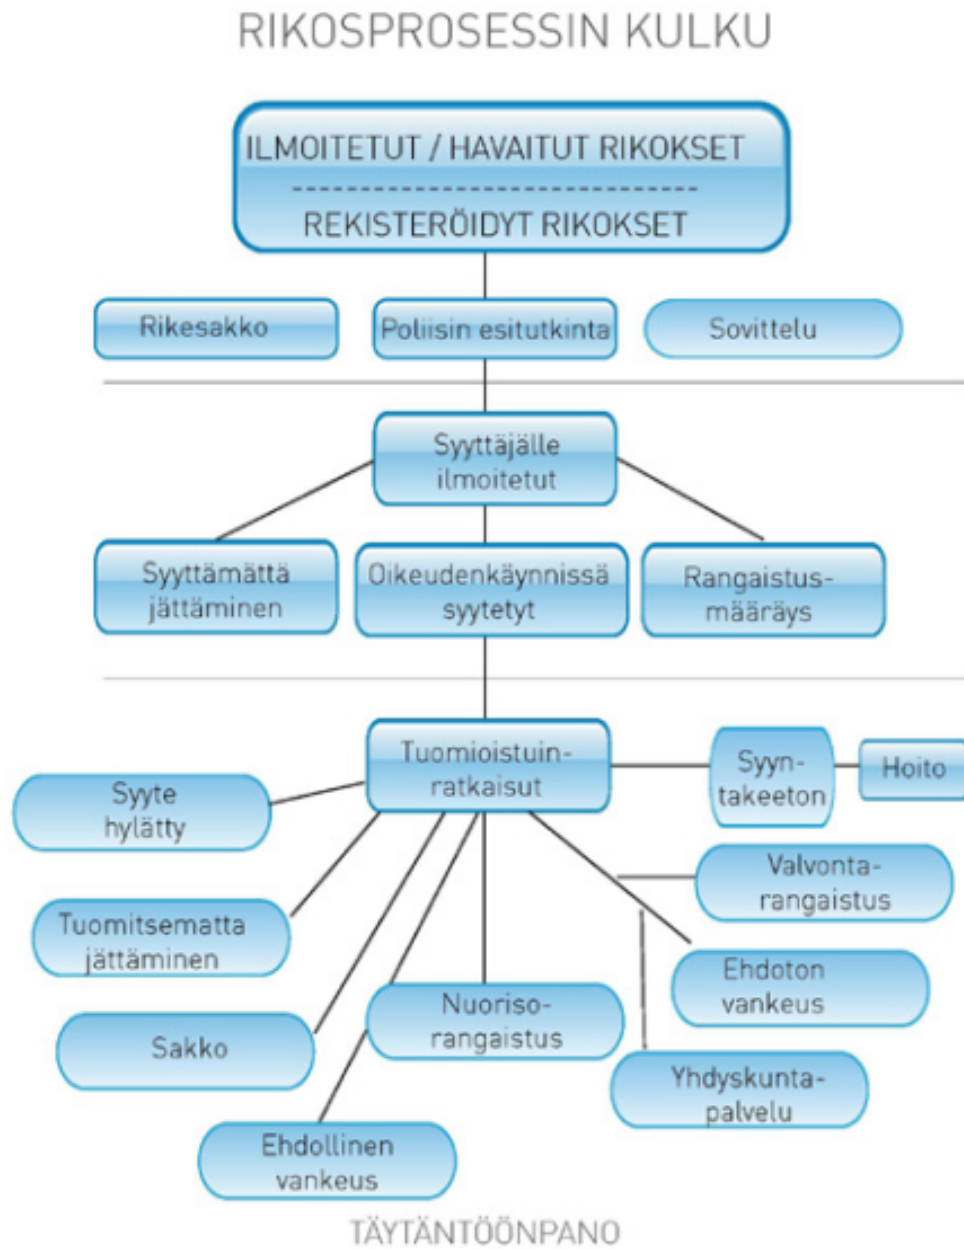 RIKOSPROSESSIN KULKU
ILMOITETUT / HAVAITUT RIKOKSET
REKISTERÖIDYT RIKOKSET
Rikesakko
Poliisin esitutkinta
Sovittelu
Syyttäjälle
ilmoitetut
Syyttämättä
jättäminen
Oikeudenkäynnissä
syytetyt
Rangaistus-
määräys
Tuomioistuin-
ratkaisut
Syyn-
takeeton
Hoito
Syyte
hylätty
Valvonta-
rangaistus
Tuomitsematta
jättäminen
Ehdoton
vankeus
Nuoriso-
rangaistus
Sakko
Yhdyskunta-
palvelu
Ehdollinen
vankeus
TÄYTÄNTÖÖNPANO